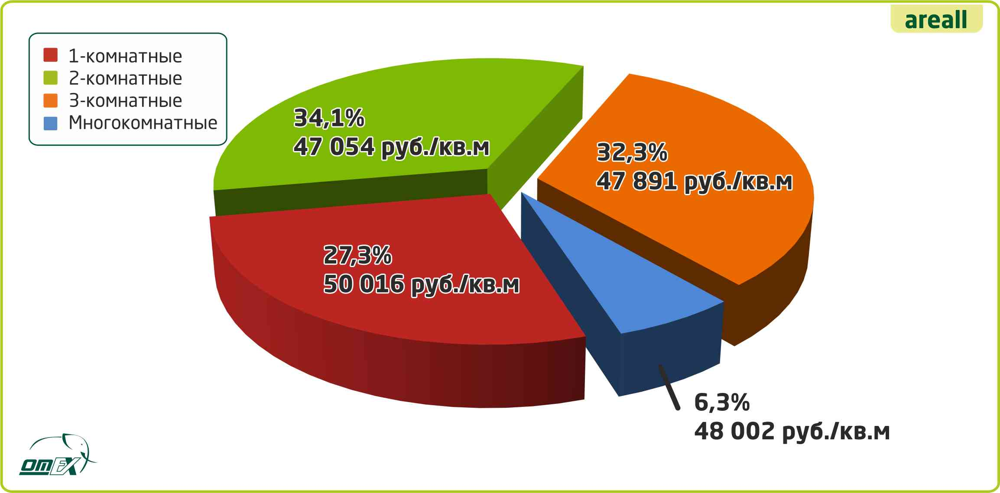 areall
1-комнатные
2-комнатные
3-комнатные
Многокомнатные
34,1%
47 054 руб./кв.м
32,3%
47 891 руб./кв.м
27,3%
50 016 руб./кв.м
6,3%
48 002 руб./кв.м
omEX